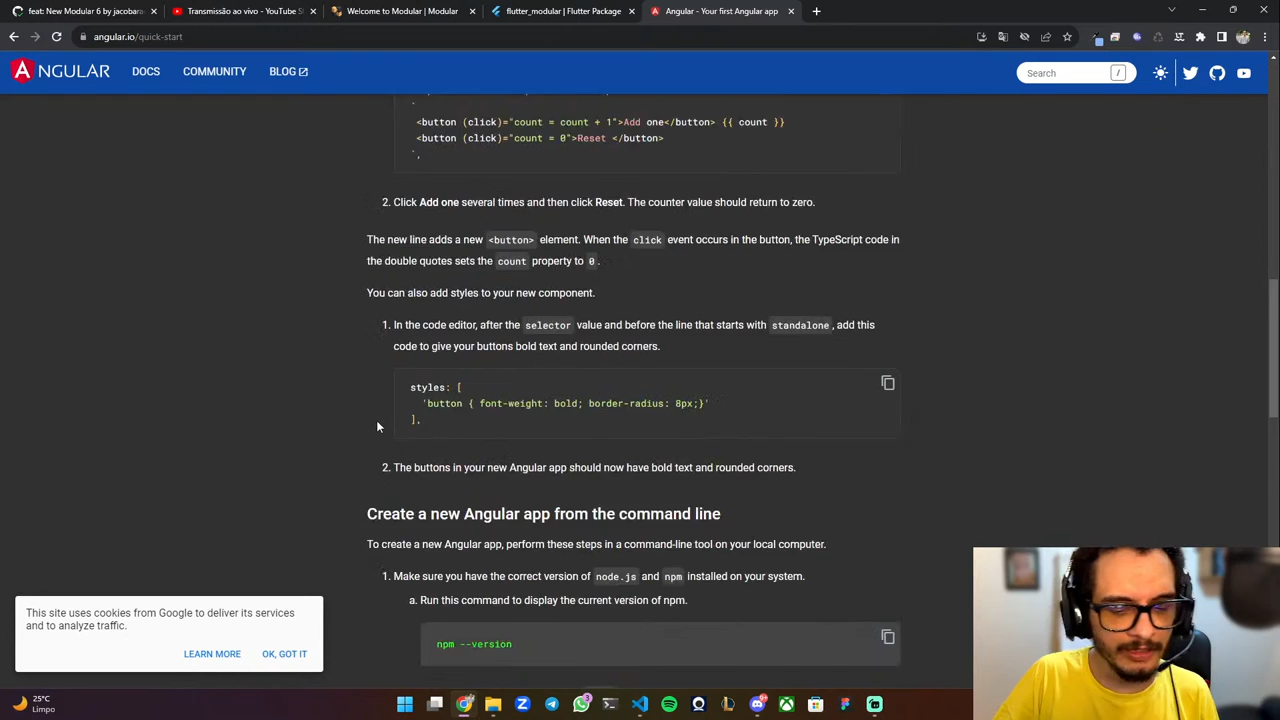 feat: New Modular 6 by jacobara
Transmissão ao vivo - YouTube S
Welcome to Modular | Modular
flutter_modular | Flutter Package
Angular - Your first Angular app
angular.io/quick-start
ANGULAR
DOCS
COMMUNITY
BLOG
Search
/
`
<button (click)="count = count + 1">Add one</button> {{ count }}
<button (click)="count = 0">Reset </button>
`,
2. Click Add one several times and then click Reset. The counter value should return to zero.
The new line adds a new <button> element. When the click event occurs in the button, the TypeScript code in
the double quotes sets the count property to 0 .
You can also add styles to your new component.
1. In the code editor, after the selector value and before the line that starts with standalone, add this
code to give your buttons bold text and rounded corners.
styles: [
'button { font-weight: bold; border-radius: 8px;}'
],
2. The buttons in your new Angular app should now have bold text and rounded corners.
Create a new Angular app from the command line
To create a new Angular app, perform these steps in a command-line tool on your local computer.
1. Make sure you have the correct version of node.js and npm installed on your system.
a. Run this command to display the current version of npm.
npm --version
This site uses cookies from Google to deliver its services
and to analyze traffic.
LEARN MORE
OK, GOT IT
25°C
Limpo